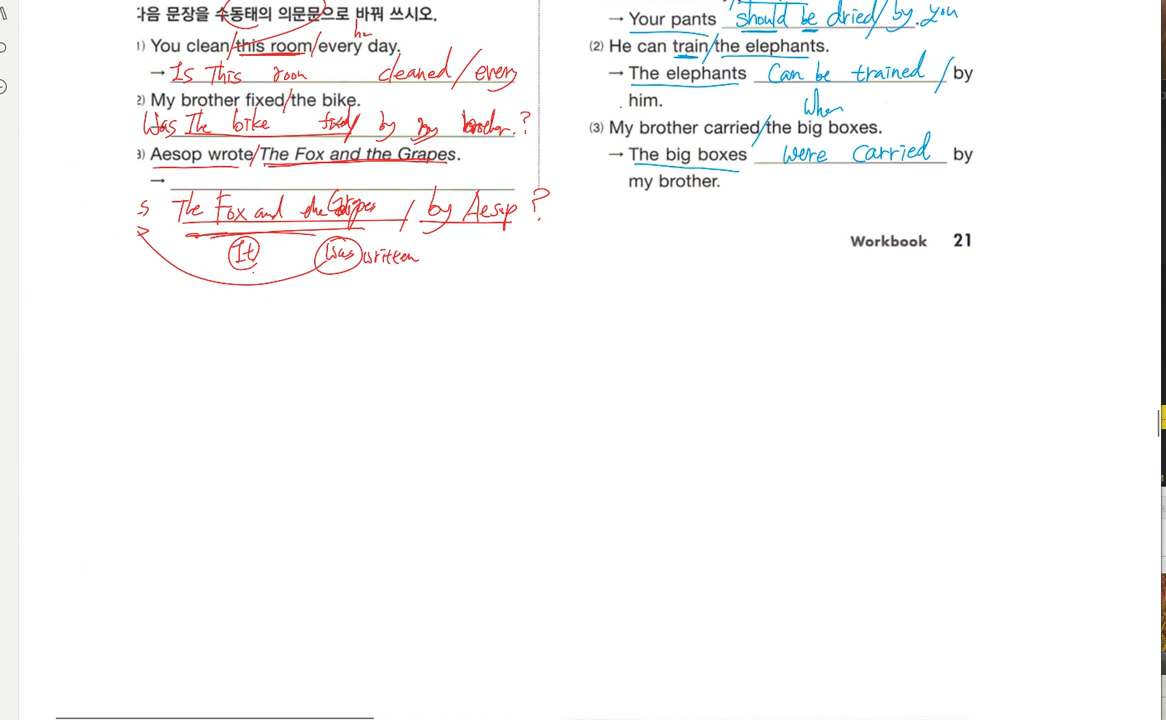 다음 문장을 수동태의 의문문으로 바꿔 쓰시오.
1) You clean/this room/every day.
→ Is This room cleaned / every
2) My brother fixed/the bike.
Was The bike fixed/ by my brother.?
3) Aesop wrote/The Fox and the Grapes.
→
The Fox and the Grapes / by Aesop ?
It was written
→ Your pants should be dried/ by you.
(2) He can train/the elephants.
→ The elephants can be trained / by
him.
When
(3) My brother carried/the big boxes.
→ The big boxes were carried by
my brother.
Workbook 21